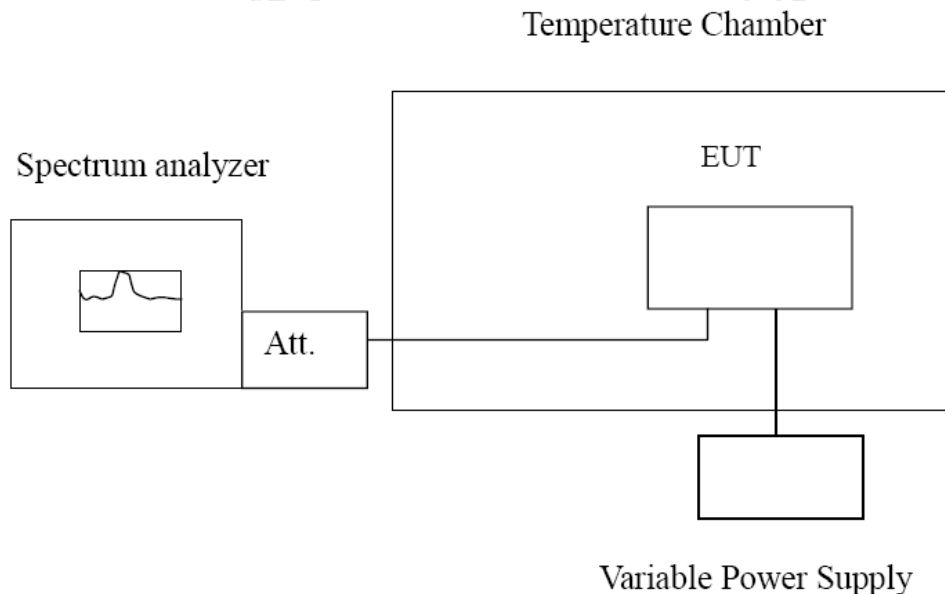 Temperature Chamber
Spectrum analyzer
EUT
Att.
Variable Power Supply